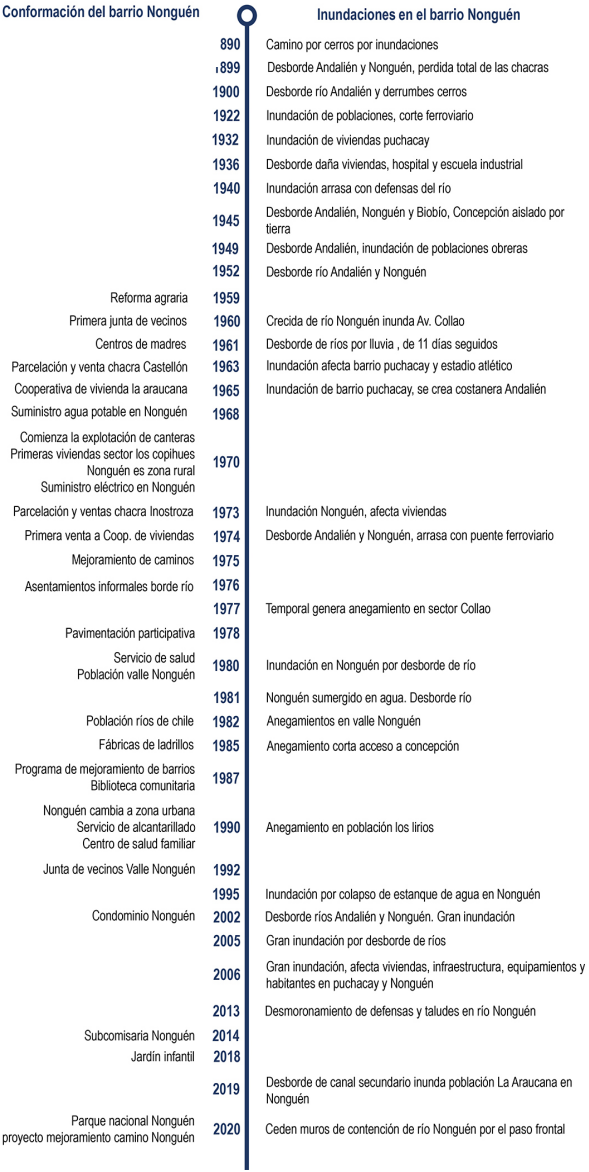 Conformación del barrio Nonguén
Inundaciones en el barrio Nonguén
890 Camino por cerros por inundaciones
1899 Desborde Andalién y Nonguén, perdida total de las chacras
1900 Desborde río Andalién y derrumbes cerros
1922 Inundación de poblaciones, corte ferroviario
1932 Inundación de viviendas puchacay
1936 Desborde daña viviendas, hospital y escuela industrial
1940 Inundación arrasa con defensas del río
1945 Desborde Andalién, Nonguén y Biobío, Concepción aislado por
tierra
1949 Desborde Andalién, inundación de poblaciones obreras
1952 Desborde río Andalién y Nonguén
Reforma agraria 1959
Primera junta de vecinos 1960 Crecida de río Nonguén inunda Av. Collao
Centros de madres 1961 Desborde de ríos por lluvia , de 11 días seguidos
Parcelación y venta chacra Castellón 1963 Inundación afecta barrio puchacay y estadio atlético
Cooperativa de vivienda la araucana 1965 Inundación de barrio puchacay, se crea costanera Andalién
Suministro agua potable en Nonguén 1968
Comienza la explotación de canteras
Primeras viviendas sector los copihues
Nonguén es zona rural
Suministro eléctrico en Nonguén
1970
Parcelación y ventas chacra Inostroza 1973 Inundación Nonguén, afecta viviendas
Primera venta a Coop. de viviendas 1974 Desborde Andalién y Nonguén, arrasa con puente ferroviario
Mejoramiento de caminos 1975
Asentamientos informales borde río 1976
1977 Temporal genera anegamiento en sector Collao
Pavimentación participativa 1978
Servicio de salud
Población valle Nonguén
1980 Inundación en Nonguén por desborde de río
1981 Nonguén sumergido en agua. Desborde río
Población ríos de chile 1982 Anegamientos en valle Nonguén
Fábricas de ladrillos 1985 Anegamiento corta acceso a concepción
Programa de mejoramiento de barrios
Biblioteca comunitaria
1987
Nonguén cambia a zona urbana
Servicio de alcantarillado
Centro de salud familiar
1990 Anegamiento en población los lirios
Junta de vecinos Valle Nonguén 1992
1995 Inundación por colapso de estanque de agua en Nonguén
Condominio Nonguén 2002 Desborde ríos Andalién y Nonguén. Gran inundación
2005 Gran inundación por desborde de ríos
2006 Gran inundación, afecta viviendas, infraestructura, equipamientos y
habitantes en puchacay y Nonguén
2013 Desmoronamiento de defensas y taludes en río Nonguén
Subcomisaria Nonguén 2014
Jardín infantil 2018
2019 Desborde de canal secundario inunda población La Araucana en
Nonguén
Parque nacional Nonguén
proyecto mejoramiento camino Nonguén
2020 Ceden muros de contención de río Nonguén por el paso frontal